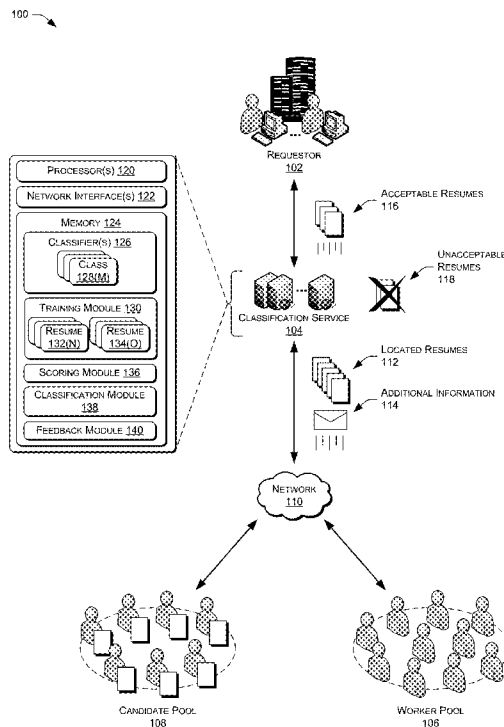 100
REQUESTOR
102
ACCEPTABLE RESUMES
116
UNACCEPTABLE
RESUMES
118
PROCESSOR(S) 120
NETWORK INTERFACE(S) 122
MEMORY 124
CLASSIFIER(S) 126
CLASS
128(M)
TRAINING MODULE 130
RESUME
132(N)
RESUME
134(O)
SCORING MODULE 136
CLASSIFICATION MODULE
138
FEEDBACK MODULE 140
...
CLASSIFICATION SERVICE
104
LOCATED RESUMES
112
ADDITIONAL INFORMATION
114
NETWORK
110
CANDIDATE POOL
108
WORKER POOL
106